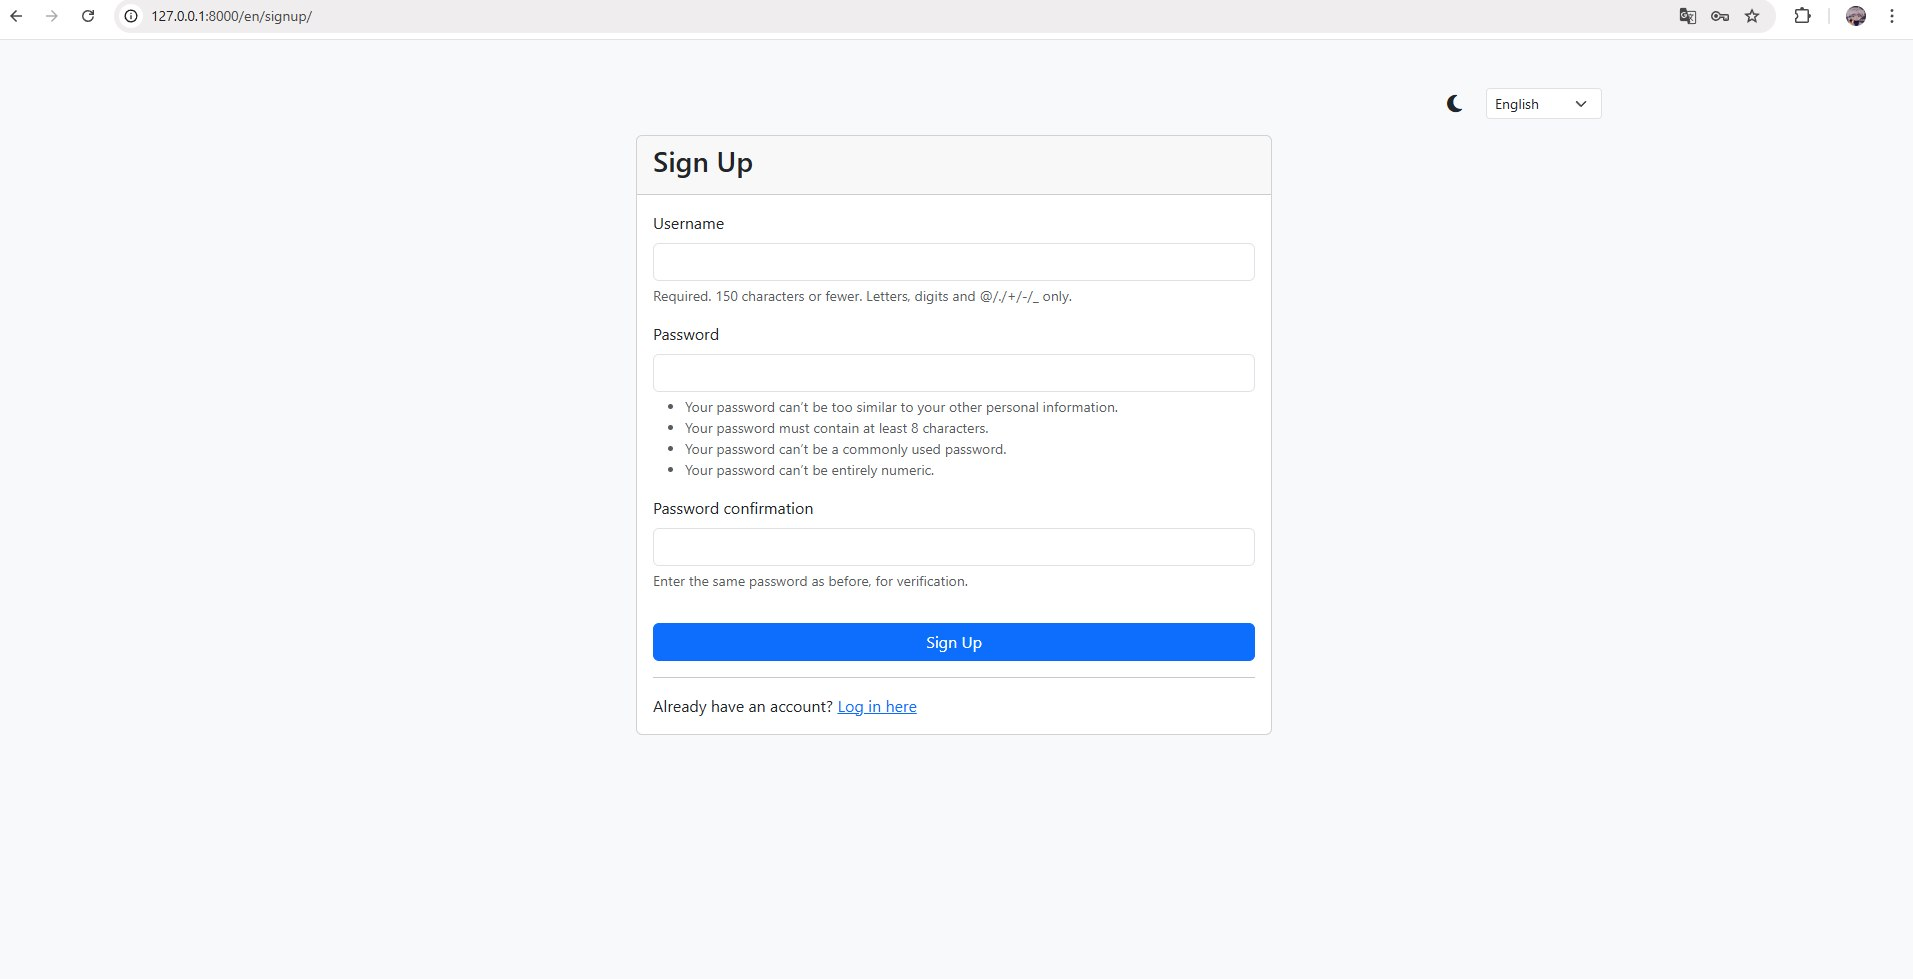 127.0.0.1:8000/en/signup/
English
Sign Up
Username
Required. 150 characters or fewer. Letters, digits and @/./+/-/_ only.
Password
Your password can’t be too similar to your other personal information.
Your password must contain at least 8 characters.
Your password can’t be a commonly used password.
Your password can’t be entirely numeric.
Password confirmation
Enter the same password as before, for verification.
Sign Up
Already have an account? Log in here